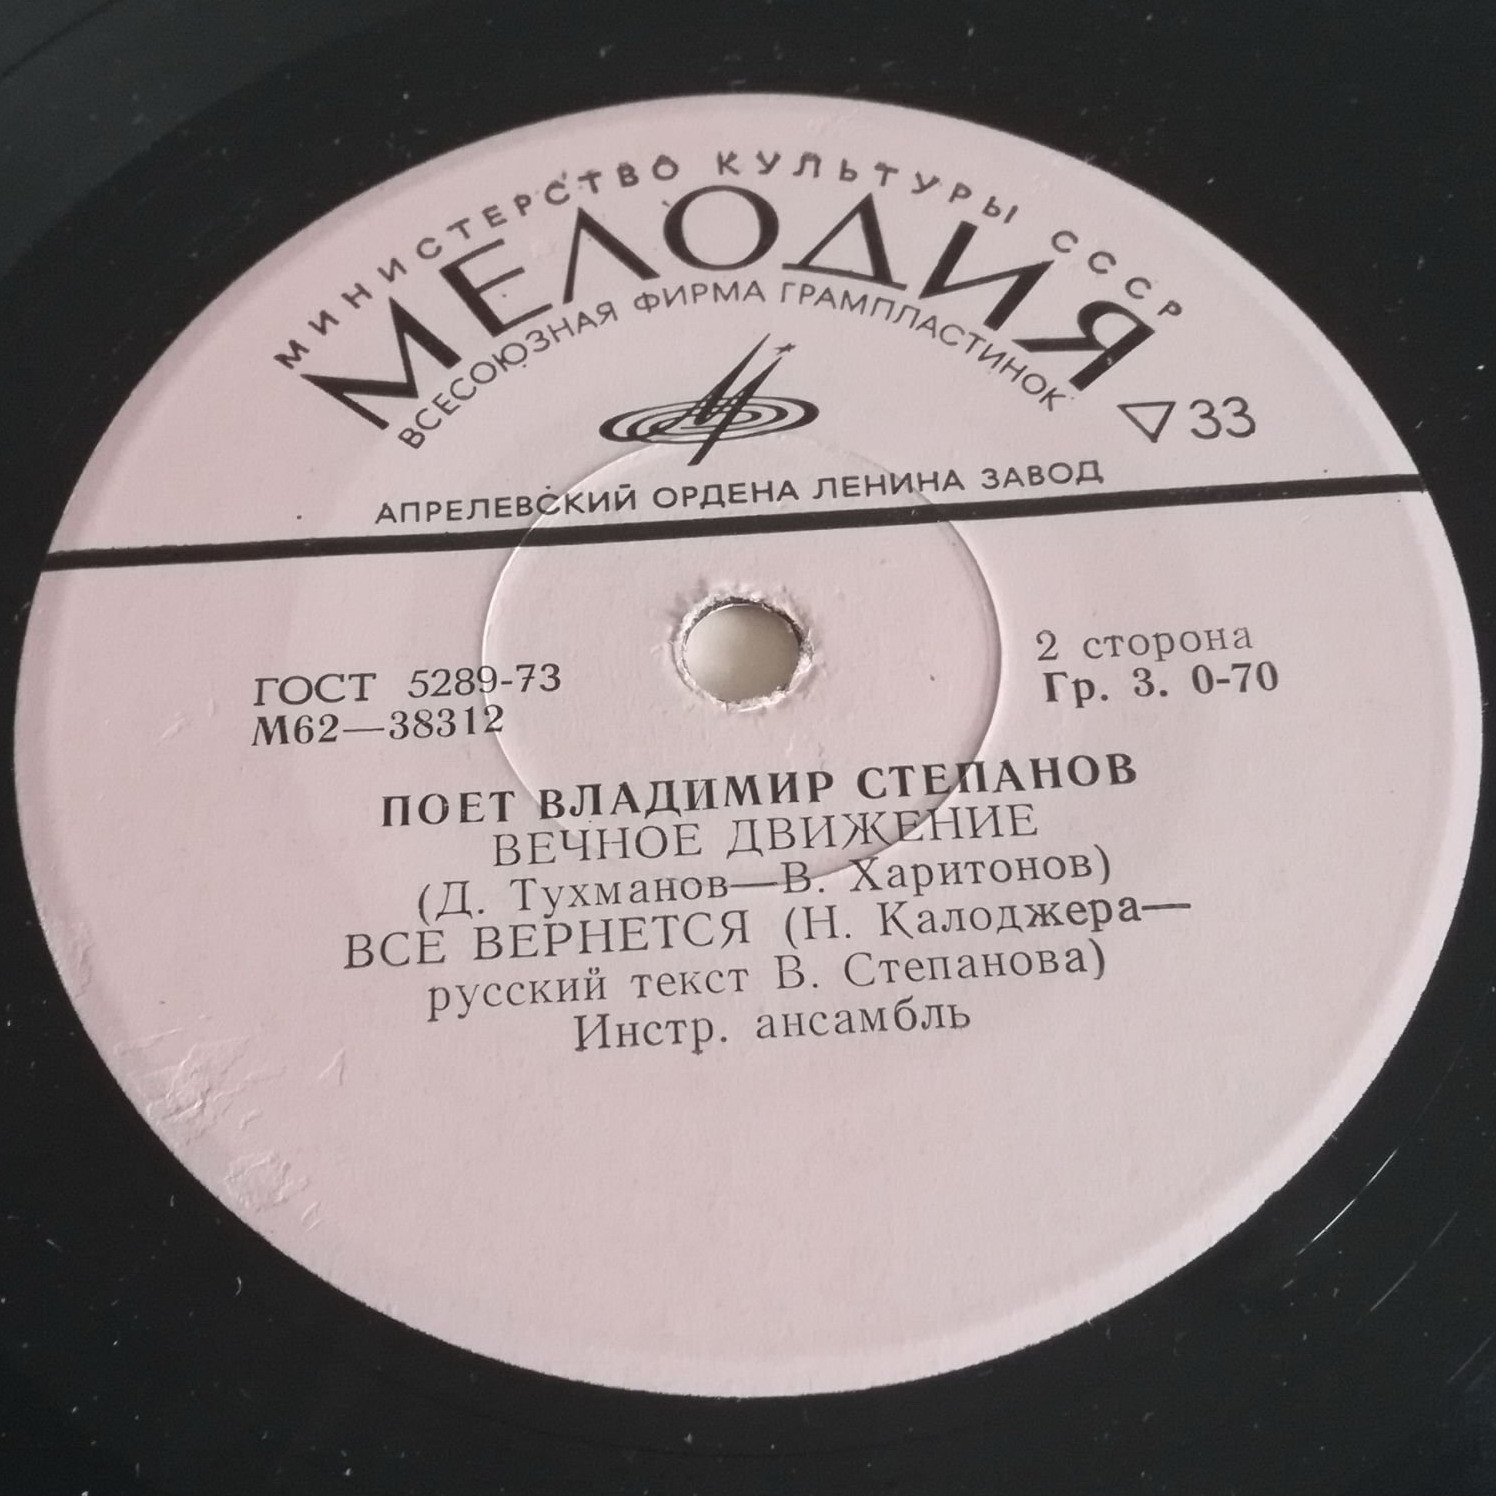 МИНИСТЕРСТВО КУЛЬТУРЫ СССР
МЕЛОДИЯ
ВСЕСОЮЗНАЯ ФИРМА ГРАМПЛАСТИНОК
33
АПРЕЛЕВСКИЙ ОРДЕНА ЛЕНИНА ЗАВОД
ГОСТ 5289-73
М62—38312
2 сторона
Гр. 3. 0-70
ПОЕТ ВЛАДИМИР СТЕПАНОВ
ВЕЧНОЕ ДВИЖЕНИЕ
(Д. Тухманов—В. Харитонов)
ВСЕ ВЕРНЕТСЯ (Н. Калоджера—
русский текст В. Степанова)
Инстр. ансамбль